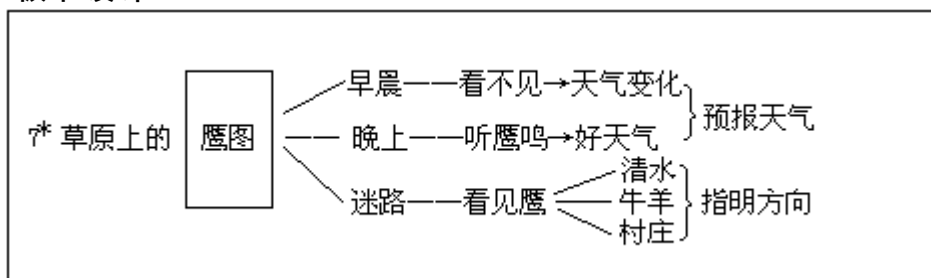 早晨——看不见→天气变化
7* 草原上的 鹰图 —— 晚上——听鹰鸣→好天气 预报天气
清水
迷路——看见鹰 牛羊 指明方向
村庄